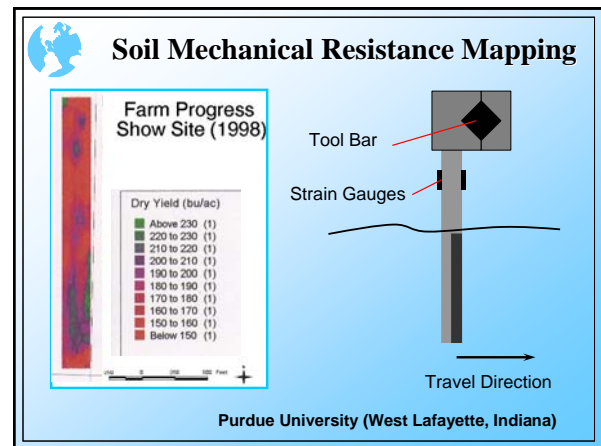 Soil Mechanical Resistance Mapping
Farm Progress
Show Site (1998)
Dry Yield (bu/ac)
Above 230 (1)
220 to 230 (1)
210 to 220 (1)
200 to 210 (1)
190 to 200 (1)
180 to 190 (1)
170 to 180 (1)
160 to 170 (1)
150 to 160 (1)
Below 150 (1)
Feet
Tool Bar
Strain Gauges
Travel Direction
Purdue University (West Lafayette, Indiana)